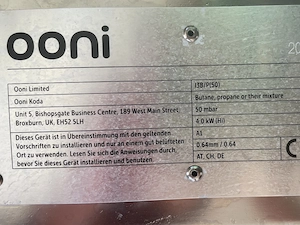 ooni
20
Ooni Limited
I3B/P(50)
Ooni Koda
Butane, propane or their mixture
Unit 5, Bishopsgate Business Centre, 189 West Main Street,
50 mbar
Broxburn, UK, EH52 5LH
4.0 kW (Hi)
Dieses Gerät ist in Übereinstimmung mit den geltenden
A1
Vorschriften zu installieren und nur an einem gut belüfteten
0.64mm / 0.64
Ort zu verwenden. Lesen Sie sich die Anweisungen durch,
AT, CH, DE
bevor Sie dieses Gerät installieren und benutzen.